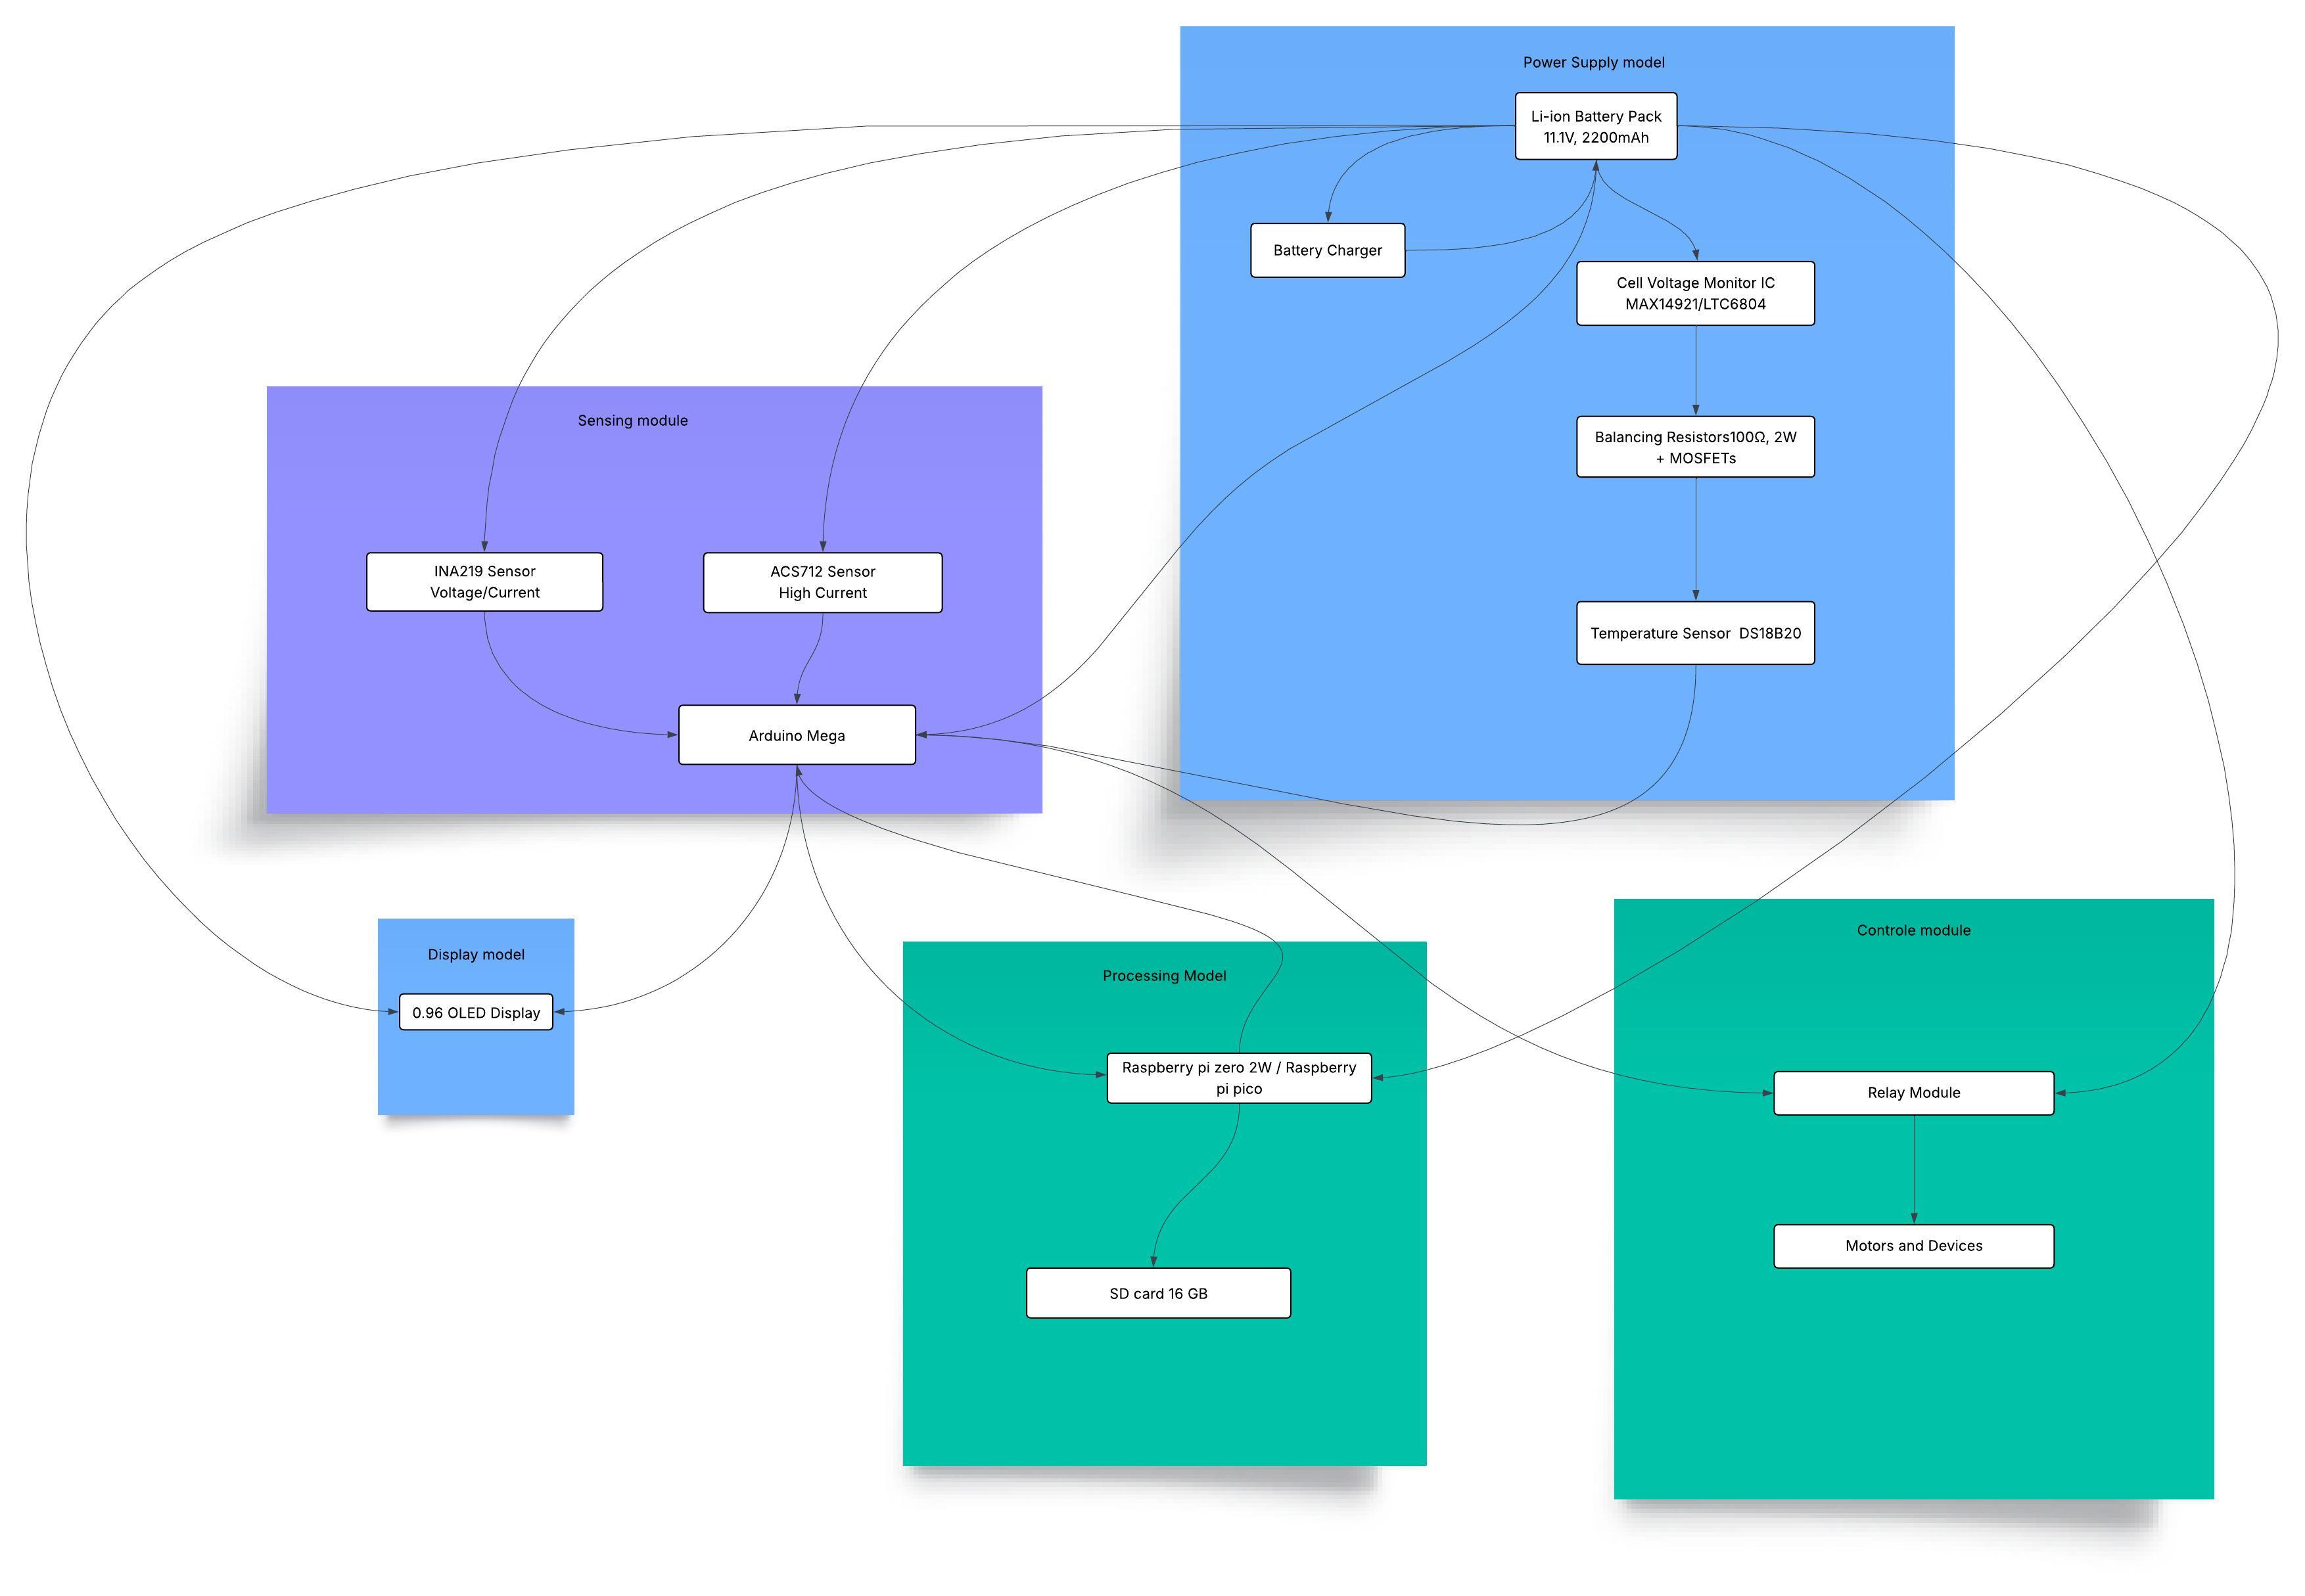 Power Supply model
Li-ion Battery Pack
11.1V, 2200mAh
Battery Charger
Cell Voltage Monitor IC
MAX14921/LTC6804
Balancing Resistors100Ω, 2W
+ MOSFETs
Temperature Sensor  DS18B20
Sensing module
INA219 Sensor
Voltage/Current
ACS712 Sensor
High Current
Arduino Mega
Display model
0.96 OLED Display
Processing Model
Raspberry pi zero 2W / Raspberry
pi pico
SD card 16 GB
Controle module
Relay Module
Motors and Devices